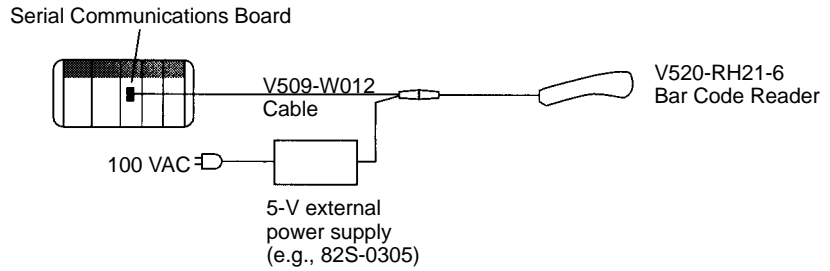 Serial Communications Board
V509-W012
Cable
V520-RH21-6
Bar Code Reader
100 VAC
5-V external
power supply
(e.g., 82S-0305)